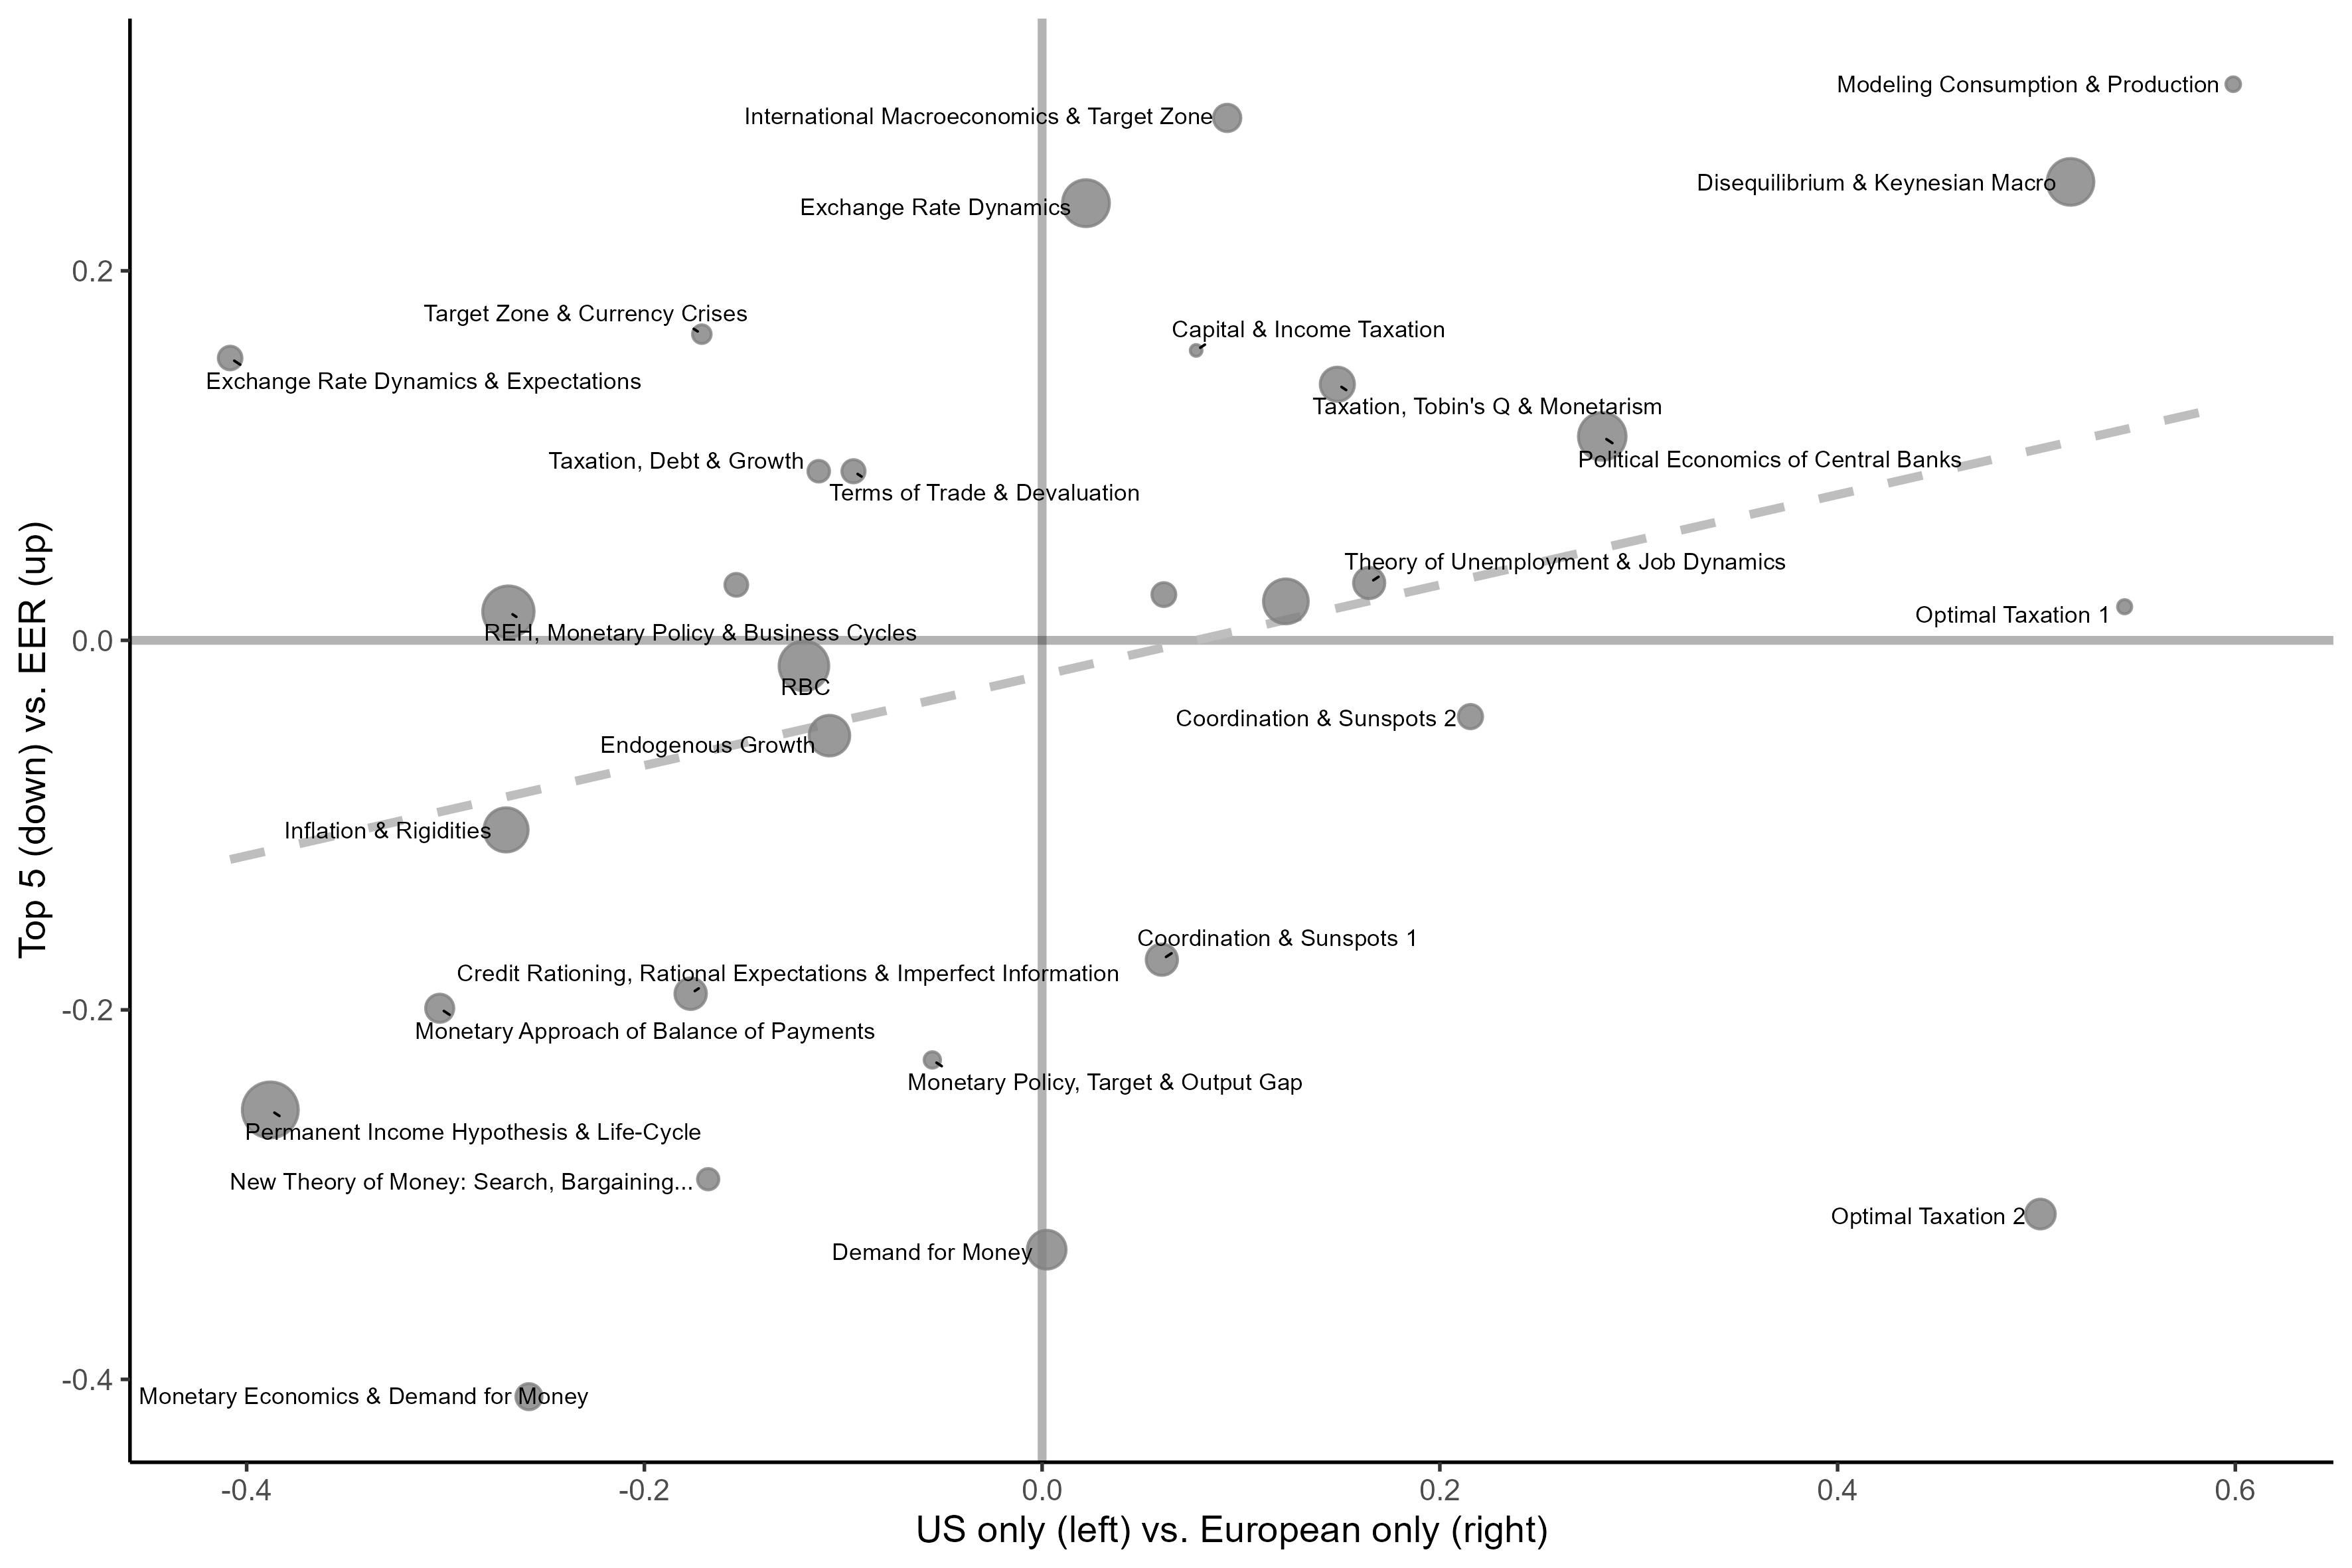 Modeling Consumption & Production
International Macroeconomics & Target Zone
Disequilibrium & Keynesian Macro
Exchange Rate Dynamics
0.2
Target Zone & Currency Crises
Capital & Income Taxation
Exchange Rate Dynamics & Expectations
Taxation, Tobin's Q & Monetarism
Taxation, Debt & Growth
Political Economics of Central Banks
Terms of Trade & Devaluation
Theory of Unemployment & Job Dynamics
Optimal Taxation 1
REH, Monetary Policy & Business Cycles
0.0
RBC
Coordination & Sunspots 2
Endogenous Growth
Inflation & Rigidities
Coordination & Sunspots 1
Credit Rationing, Rational Expectations & Imperfect Information
-0.2
Monetary Approach of Balance of Payments
Monetary Policy, Target & Output Gap
Permanent Income Hypothesis & Life-Cycle
New Theory of Money: Search, Bargaining...
Optimal Taxation 2
Demand for Money
-0.4
Monetary Economics & Demand for Money
-0.4
-0.2
0.0
0.2
0.4
0.6
US only (left) vs. European only (right)
Top 5 (down) vs. EER (up)